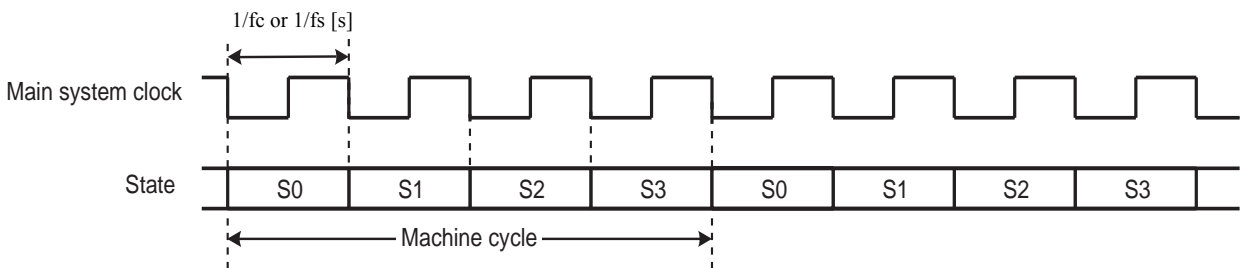 1/fc or 1/fs [s]
Main system clock
State S0 S1 S2 S3 S0 S1 S2 S3
Machine cycle